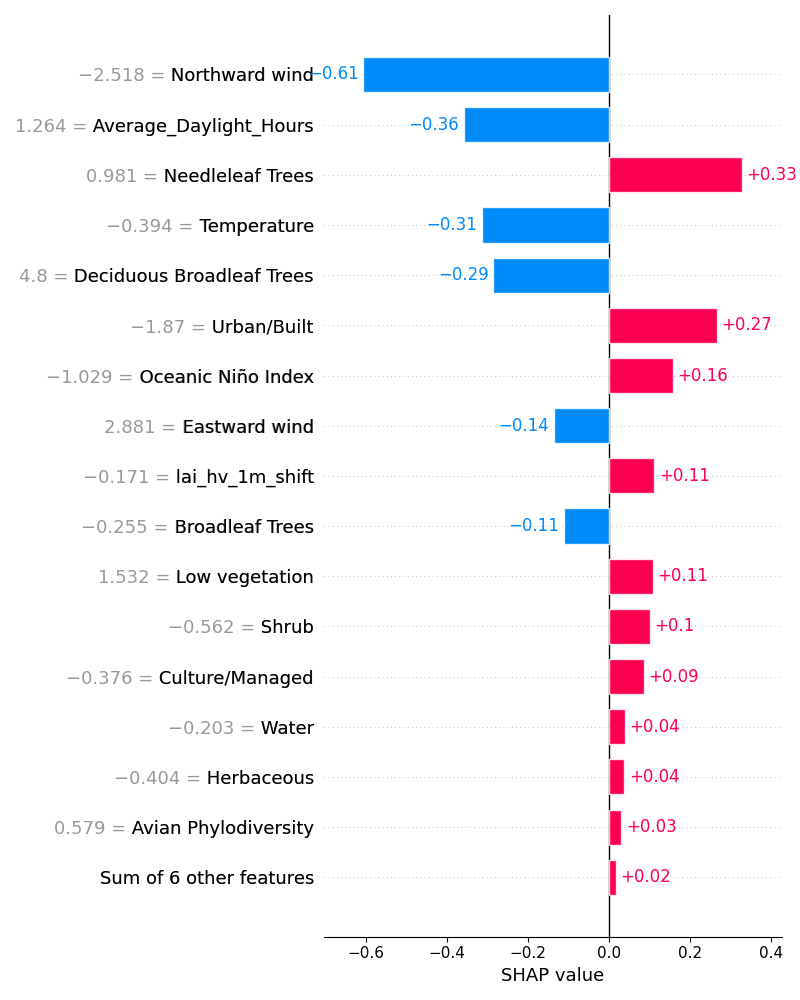 −2.518 = Northward wind −0.61
1.264 = Average_Daylight_Hours −0.36
0.981 = Needleleaf Trees +0.33
−0.394 = Temperature −0.31
4.8 = Deciduous Broadleaf Trees −0.29
−1.87 = Urban/Built +0.27
−1.029 = Oceanic Niño Index +0.16
2.881 = Eastward wind −0.14
−0.171 = lai_hv_1m_shift +0.11
−0.255 = Broadleaf Trees −0.11
1.532 = Low vegetation +0.11
−0.562 = Shrub +0.1
−0.376 = Culture/Managed +0.09
−0.203 = Water +0.04
−0.404 = Herbaceous +0.04
0.579 = Avian Phylodiversity +0.03
Sum of 6 other features +0.02
−0.6 −0.4 −0.2 0.0 0.2 0.4
SHAP value